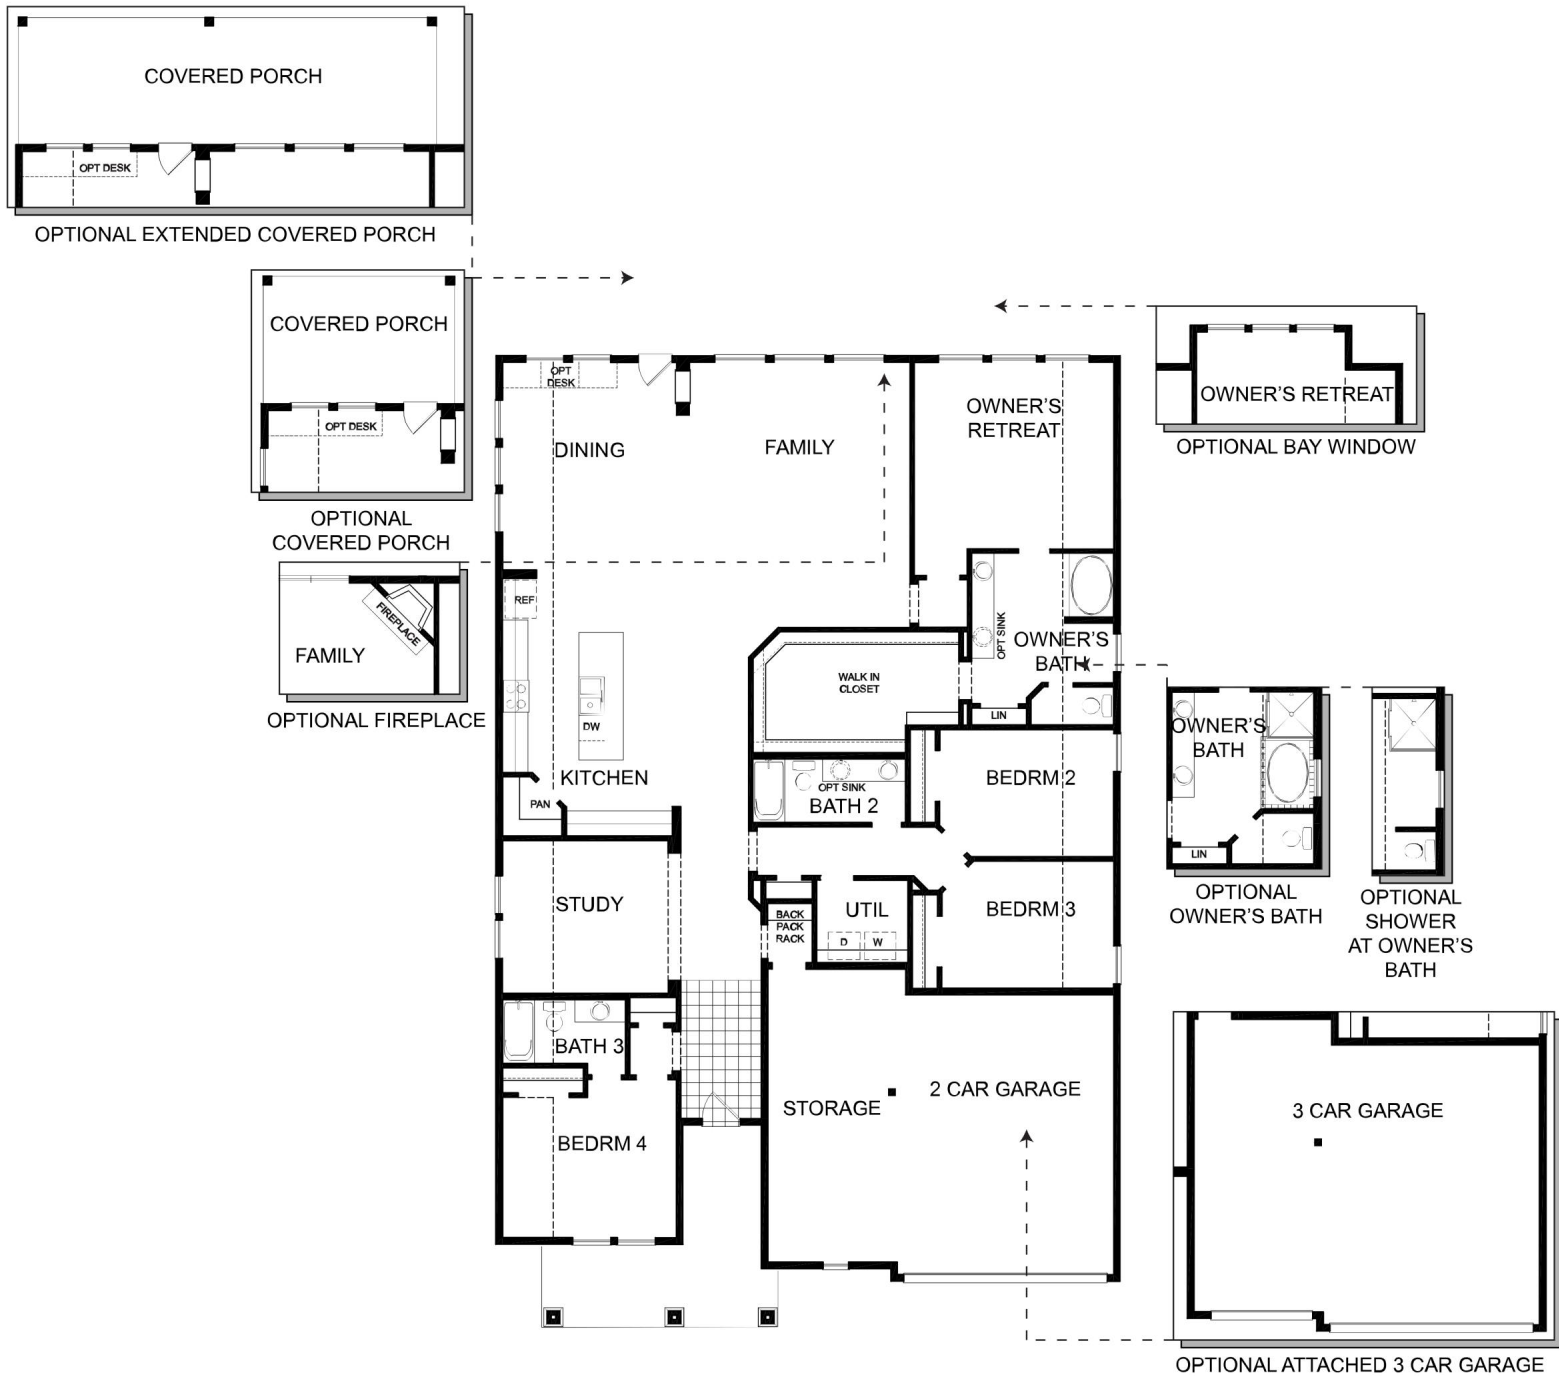 COVERED PORCH
OPT DESK
OPTIONAL EXTENDED COVERED PORCH
COVERED PORCH
OPT DESK
OPTIONAL
COVERED PORCH
FIREPLACE
FAMILY
OPTIONAL FIREPLACE
OPT
DESK
DINING
FAMILY
OWNER'S
RETREAT
OWNER'S RETREAT
OPTIONAL BAY WINDOW
REF
OPT SINK
OWNER'S
BATH
WALK IN
CLOSET
LIN
DW
KITCHEN
PAN
OPT SINK
BATH 2
BEDRM 2
OWNER'S
BATH
LIN
OPTIONAL
OWNER'S BATH
OPTIONAL
SHOWER
AT OWNER'S
BATH
STUDY
BACK
PACK
RACK
UTIL
D
W
BEDRM 3
BATH 3
BEDRM 4
STORAGE
2 CAR GARAGE
3 CAR GARAGE
OPTIONAL ATTACHED 3 CAR GARAGE